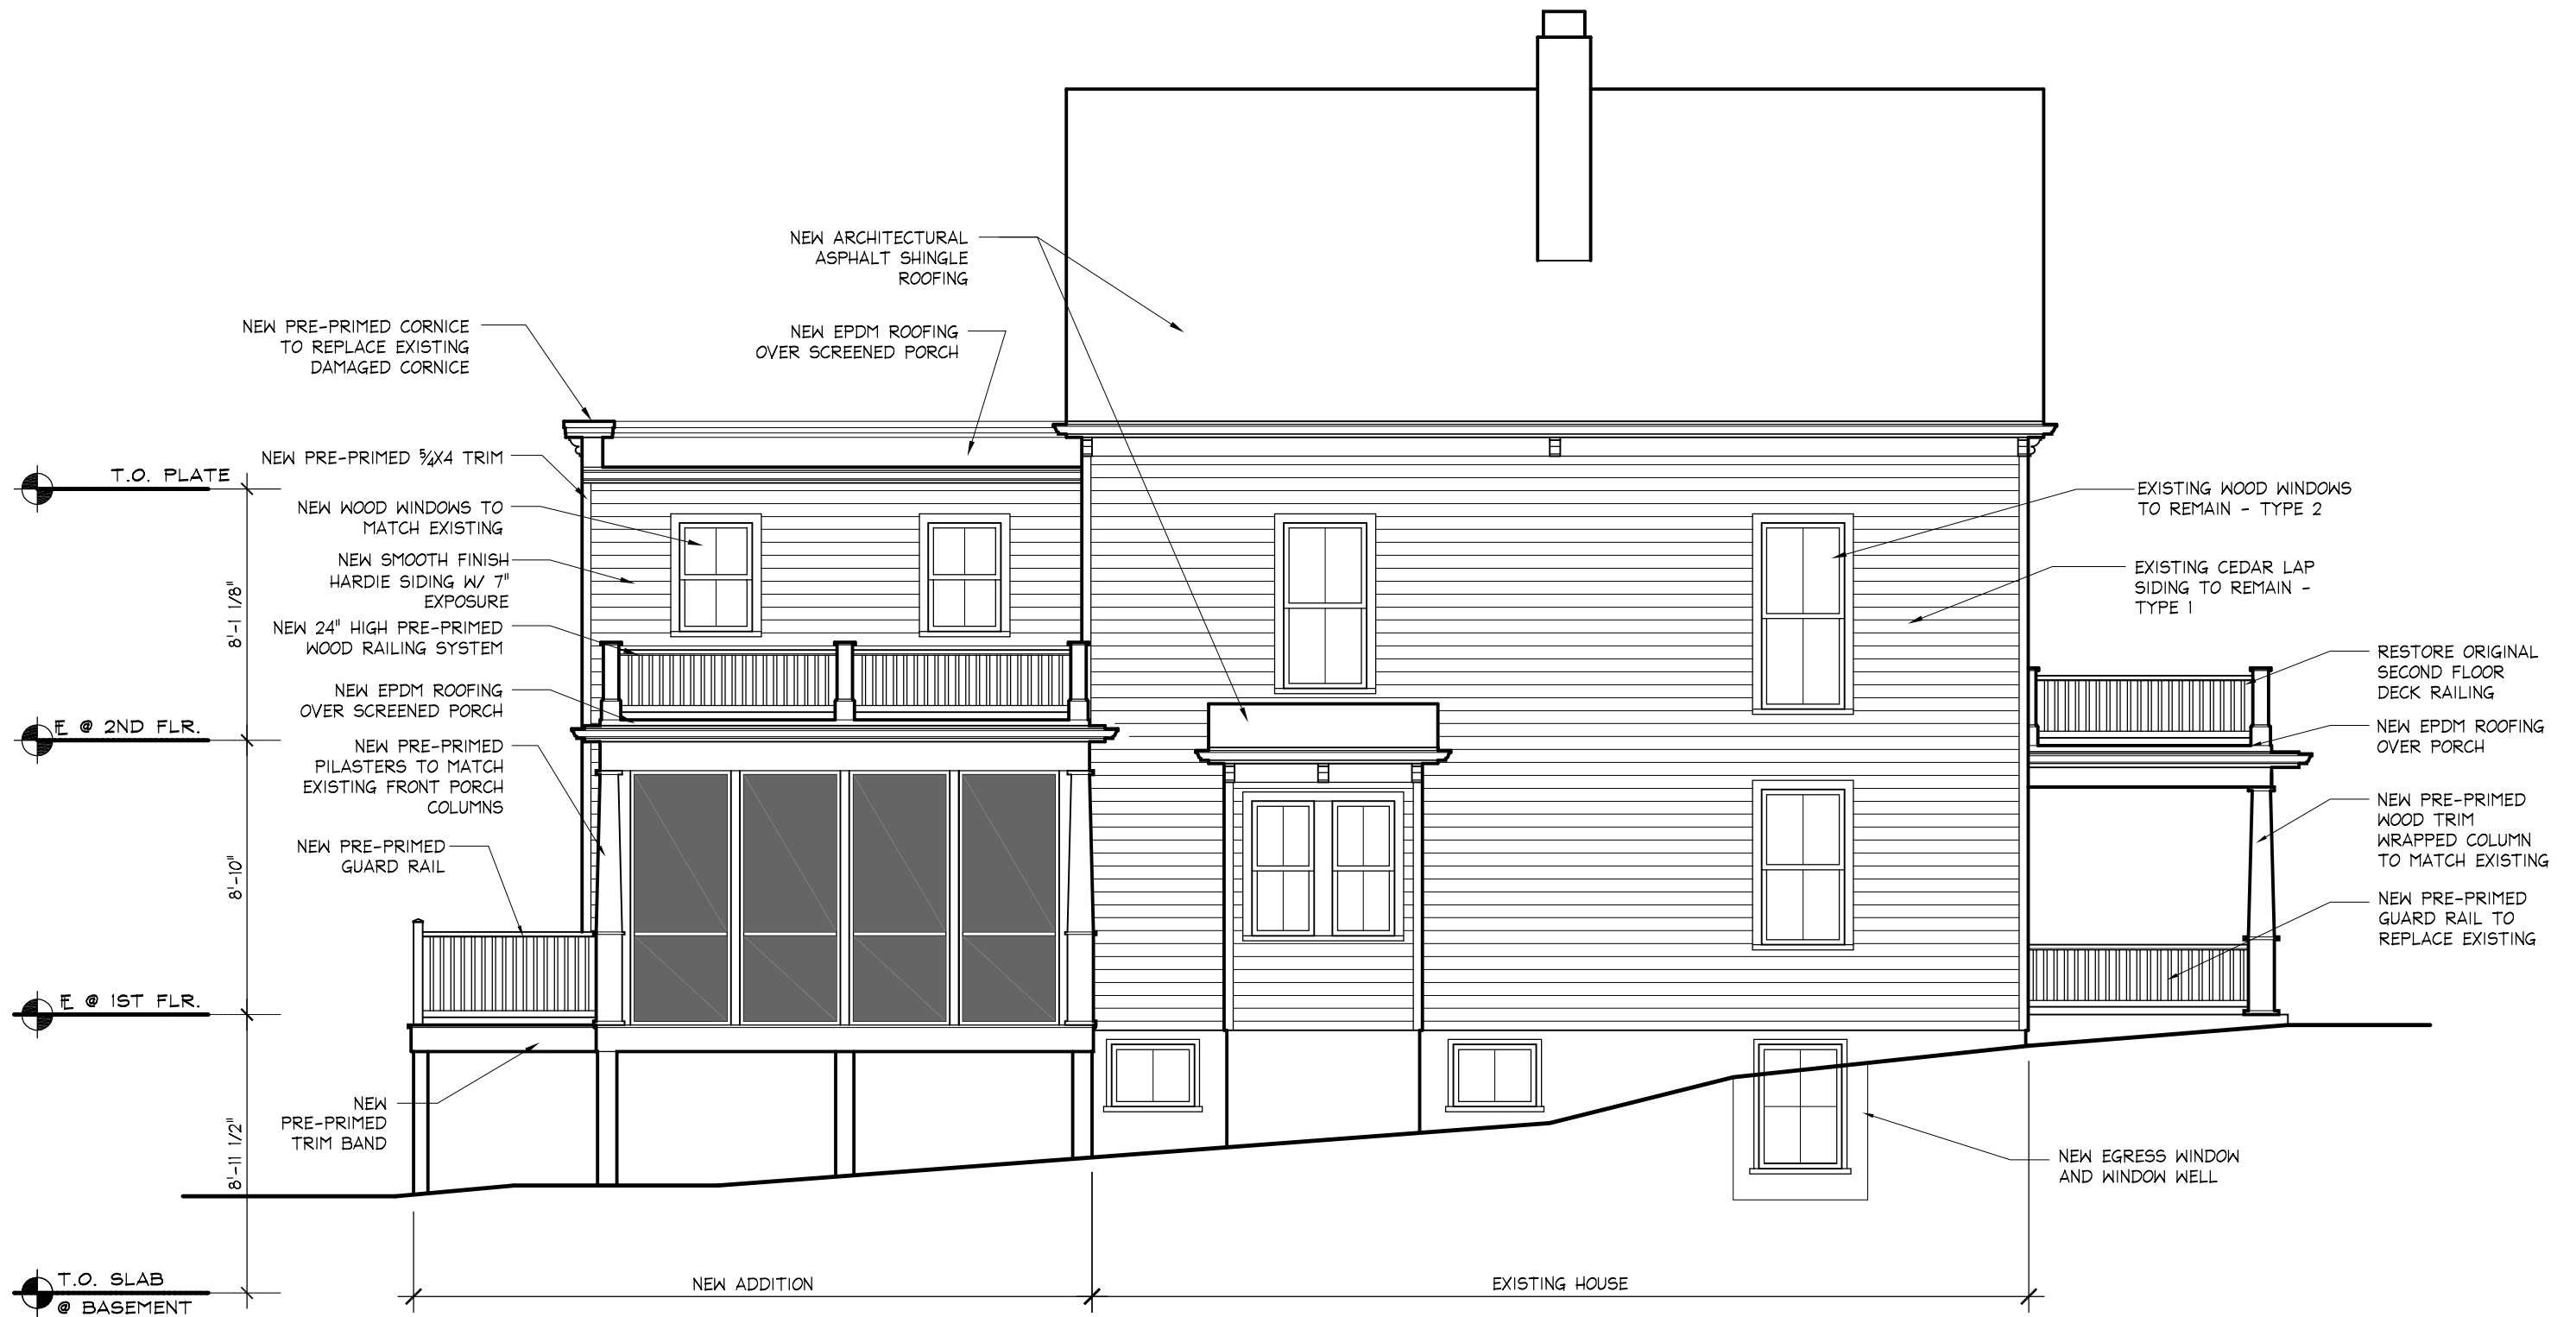 NEW ARCHITECTURAL
ASPHALT SHINGLE
ROOFING
NEW PRE-PRIMED CORNICE
TO REPLACE EXISTING
DAMAGED CORNICE
NEW EPDM ROOFING
OVER SCREENED PORCH
NEW PRE-PRIMED 5/4X4 TRIM
T.O. PLATE
NEW WOOD WINDOWS TO
MATCH EXISTING
NEW SMOOTH FINISH
HARDIE SIDING W/ 7"
EXPOSURE
NEW 24" HIGH PRE-PRIMED
WOOD RAILING SYSTEM
NEW EPDM ROOFING
OVER SCREENED PORCH
8'-1 1/8"
@ 2ND FLR.
NEW PRE-PRIMED
PILASTERS TO MATCH
EXISTING FRONT PORCH
COLUMNS
8'-10"
NEW PRE-PRIMED
GUARD RAIL
@ 1ST FLR.
NEW
PRE-PRIMED
TRIM BAND
8'-11 1/2"
T.O. SLAB
@ BASEMENT
EXISTING WOOD WINDOWS
TO REMAIN - TYPE 2
EXISTING CEDAR LAP
SIDING TO REMAIN -
TYPE 1
RESTORE ORIGINAL
SECOND FLOOR
DECK RAILING
NEW EPDM ROOFING
OVER PORCH
NEW PRE-PRIMED
WOOD TRIM
WRAPPED COLUMN
TO MATCH EXISTING
NEW PRE-PRIMED
GUARD RAIL TO
REPLACE EXISTING
NEW EGRESS WINDOW
AND WINDOW WELL
NEW ADDITION
EXISTING HOUSE